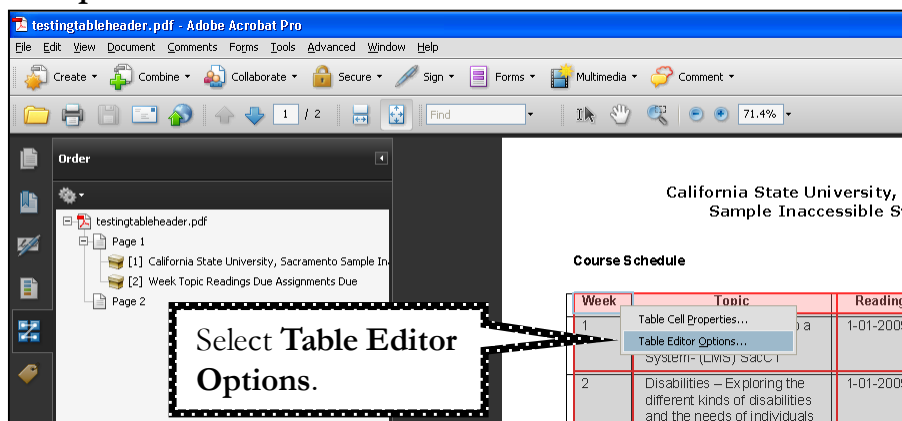 testingtableheader.pdf - Adobe Acrobat Pro
File Edit View Document Comments Forms Tools Advanced Window Help
Create Combine Collaborate Secure Sign Forms Multimedia Comment
1 / 2 Find 71.4%
Order
testingtableheader.pdf
Page 1
[1] California State University, Sacramento Sample In
[2] Week Topic Readings Due Assignments Due
Page 2
Select Table Editor
Options.
California State University,
Sample Inaccessible S
Course Schedule
Week Topic Reading
1 o a 1-01-2009
System- (LMS) SacCT
Table Cell Properties...
Table Editor Options...
2 Disabilities – Exploring the 1-01-2009
different kinds of disabilities
and the needs of individuals